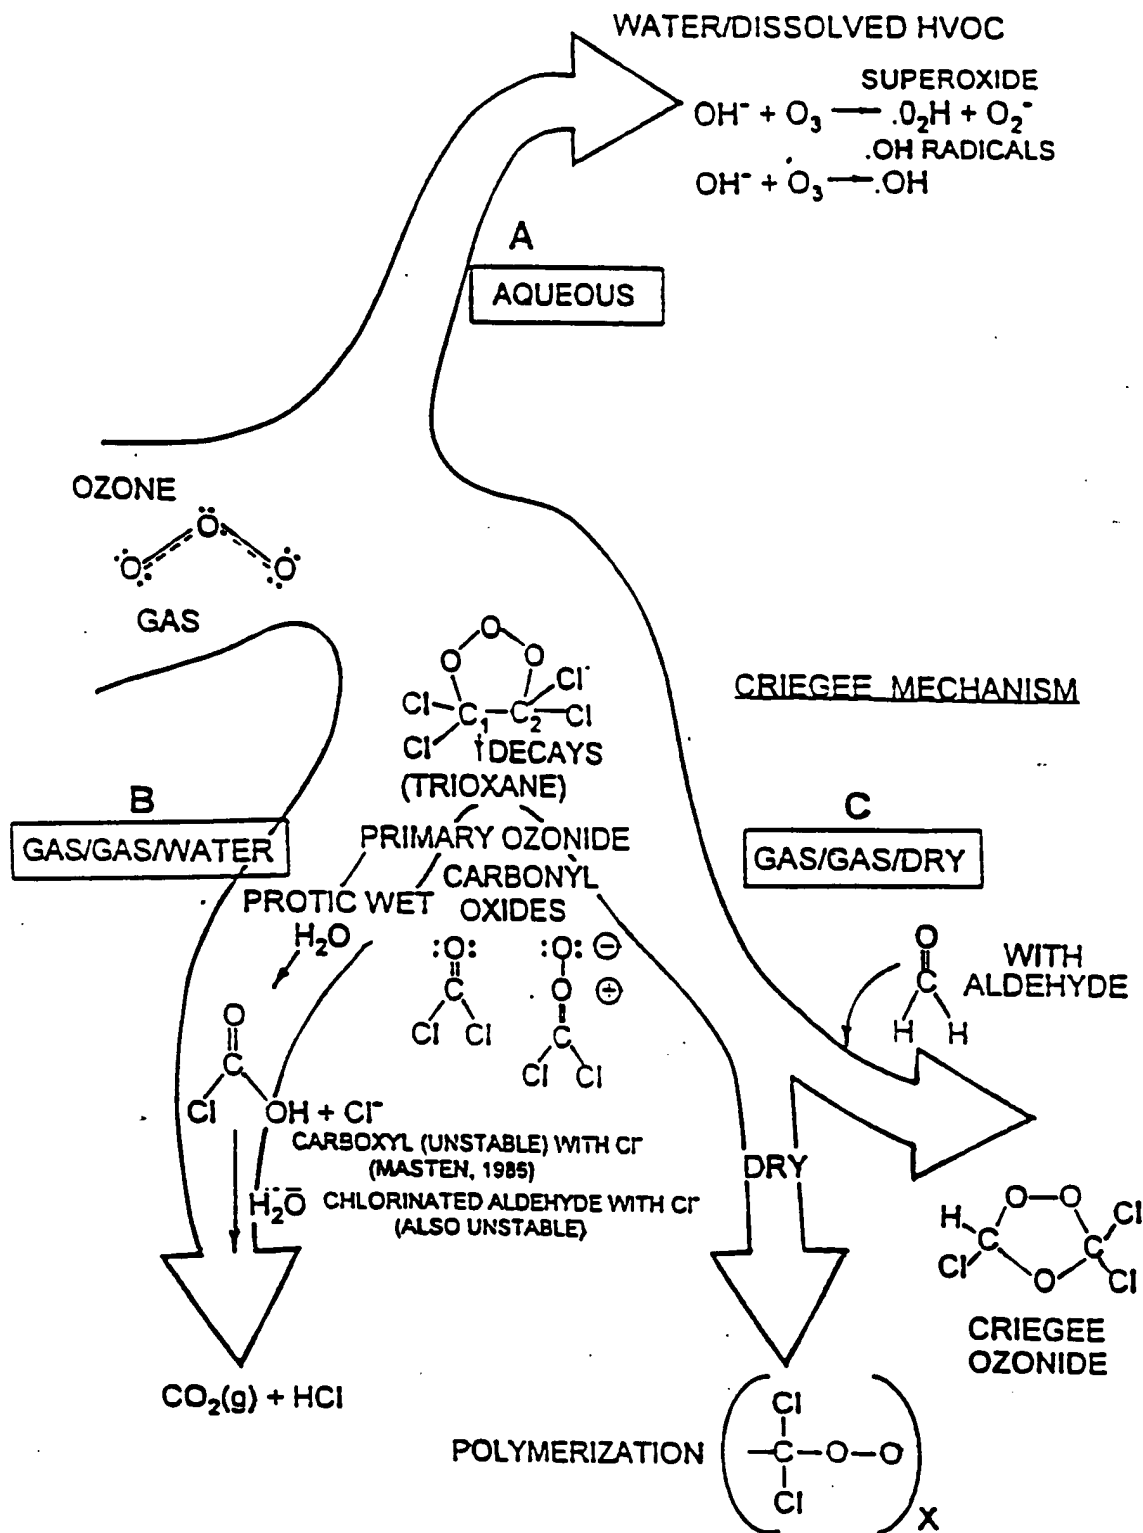 WATER/DISSOLVED HVOC
SUPEROXIDE
OH⁻ + O₃ → .O₂H + O₂⁻
.OH RADICALS
OH⁻ + O₃ → .OH
A
AQUEOUS
OZONE
O
O O
GAS
O
O O
Cl Cl
C₁ C₂ Cl
Cl
↑DECAYS
(TRIOXANE)
CRIEGEE MECHANISM
B
GAS/GAS/WATER
C
GAS/GAS/DRY
PRIMARY OZONIDE
PROTIC WET
H₂O
CARBONYL
OXIDES
:O: :O: ⊖
C O ⊕
Cl Cl C
Cl Cl
O
C
H H
WITH
ALDEHYDE
O
C
Cl OH + Cl⁻
CARBOXYL (UNSTABLE) WITH Cl⁻
(MASTEN, 1985)
H₂O CHLORINATED ALDEHYDE WITH Cl⁻
(ALSO UNSTABLE)
DRY
O—O
H Cl
C C
Cl O Cl
CRIEGEE
OZONIDE
CO₂(g) + HCl
POLYMERIZATION
Cl
—C—O—O
Cl
X